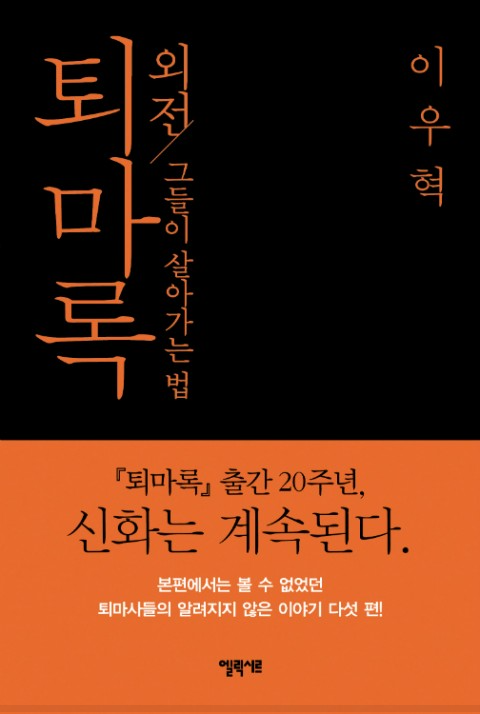 퇴마록
외전/그들이 살아가는 법
이우혁
『퇴마록』 출간 20주년,
신화는 계속된다.
본편에서는 볼 수 없었던
퇴마사들의 알려지지 않은 이야기 다섯 편!
엘릭시르